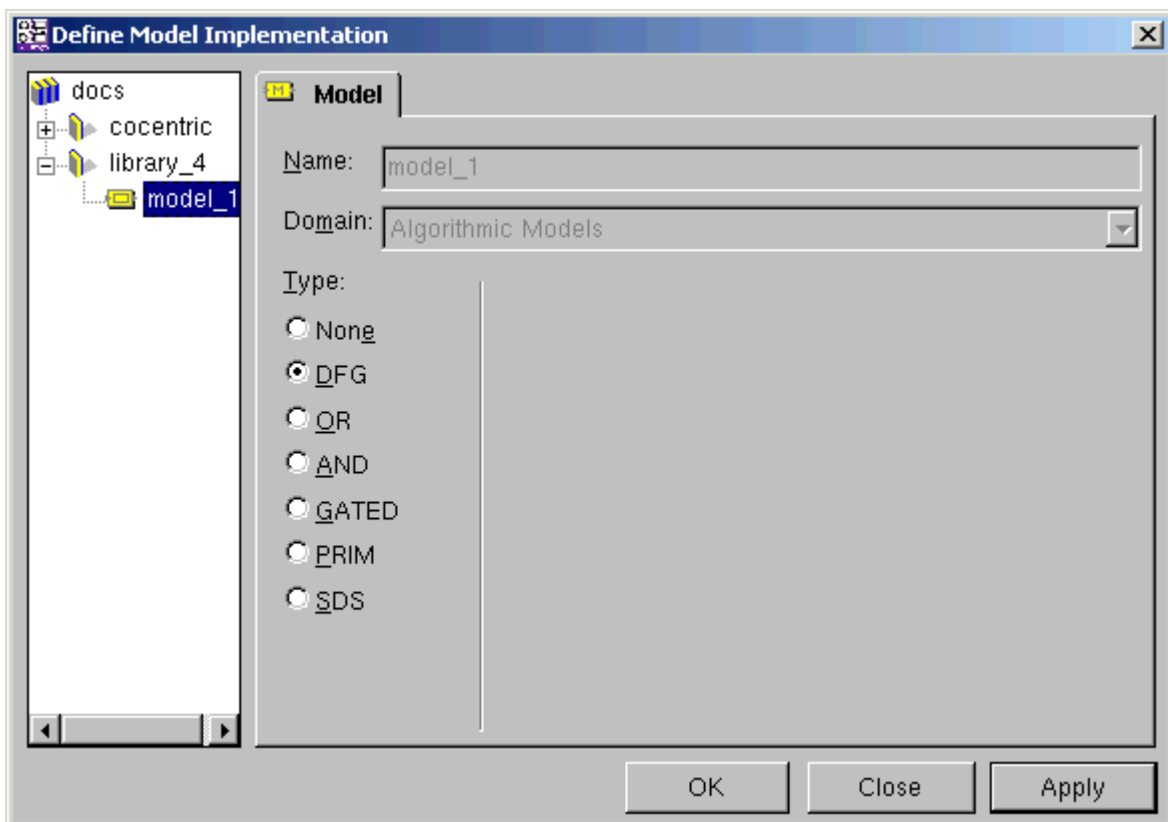 Define Model Implementation
docs
cocentric
library_4
model_1
Model
Name:
model_1
Domain:
Algorithmic Models
Type:
None
DFG
OR
AND
GATED
PRIM
SDS
OK
Close
Apply